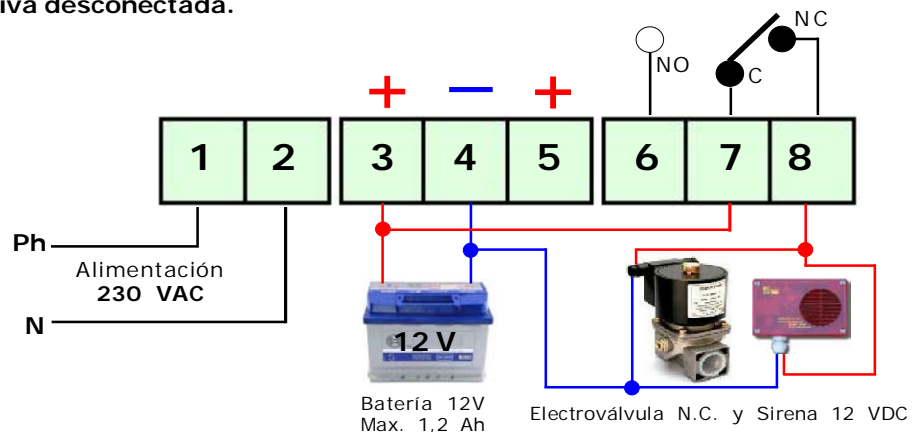 iva desconectada.
NC
NO
C
+ — +
1 2 3 4 5 6 7 8
Ph
Alimentación
230 VAC
N
12 V
Batería 12V
Max. 1,2 Ah
Electroválvula N.C. y Sirena 12 VDC